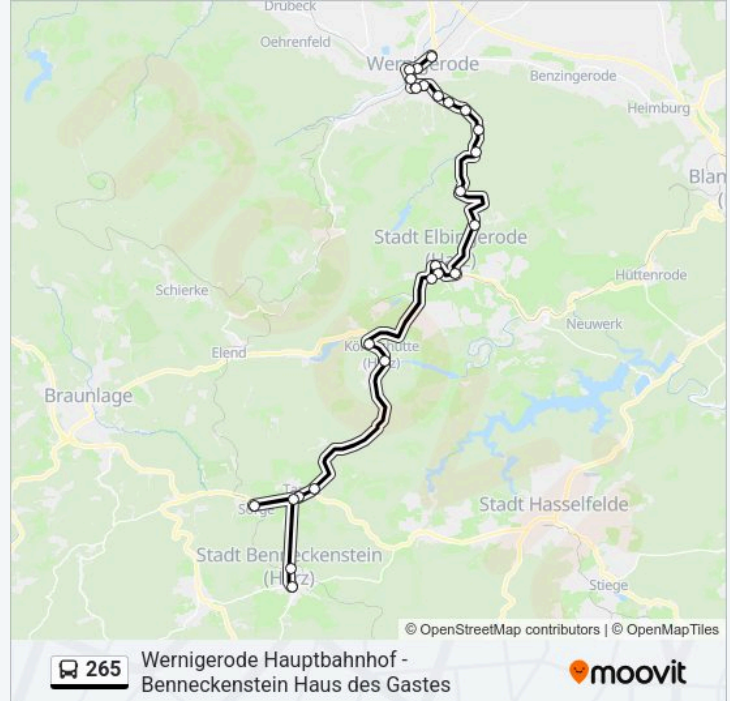 Drübeck
Oehrenfeld
Wernigerode
Benzingerode
Heimburg
Blan
(
Stadt Elbingerode
(Harz)
Hüttenrode
Schierke
Neuwerk
Elend
(Harz)
Braunlage
Stadt Hasselfelde
Sorge
Stadt Benneckenstein
(Harz)
Stiege
© OpenStreetMap contributors | © OpenMapTiles
265
Wernigerode Hauptbahnhof -
Benneckenstein Haus des Gastes
moovit